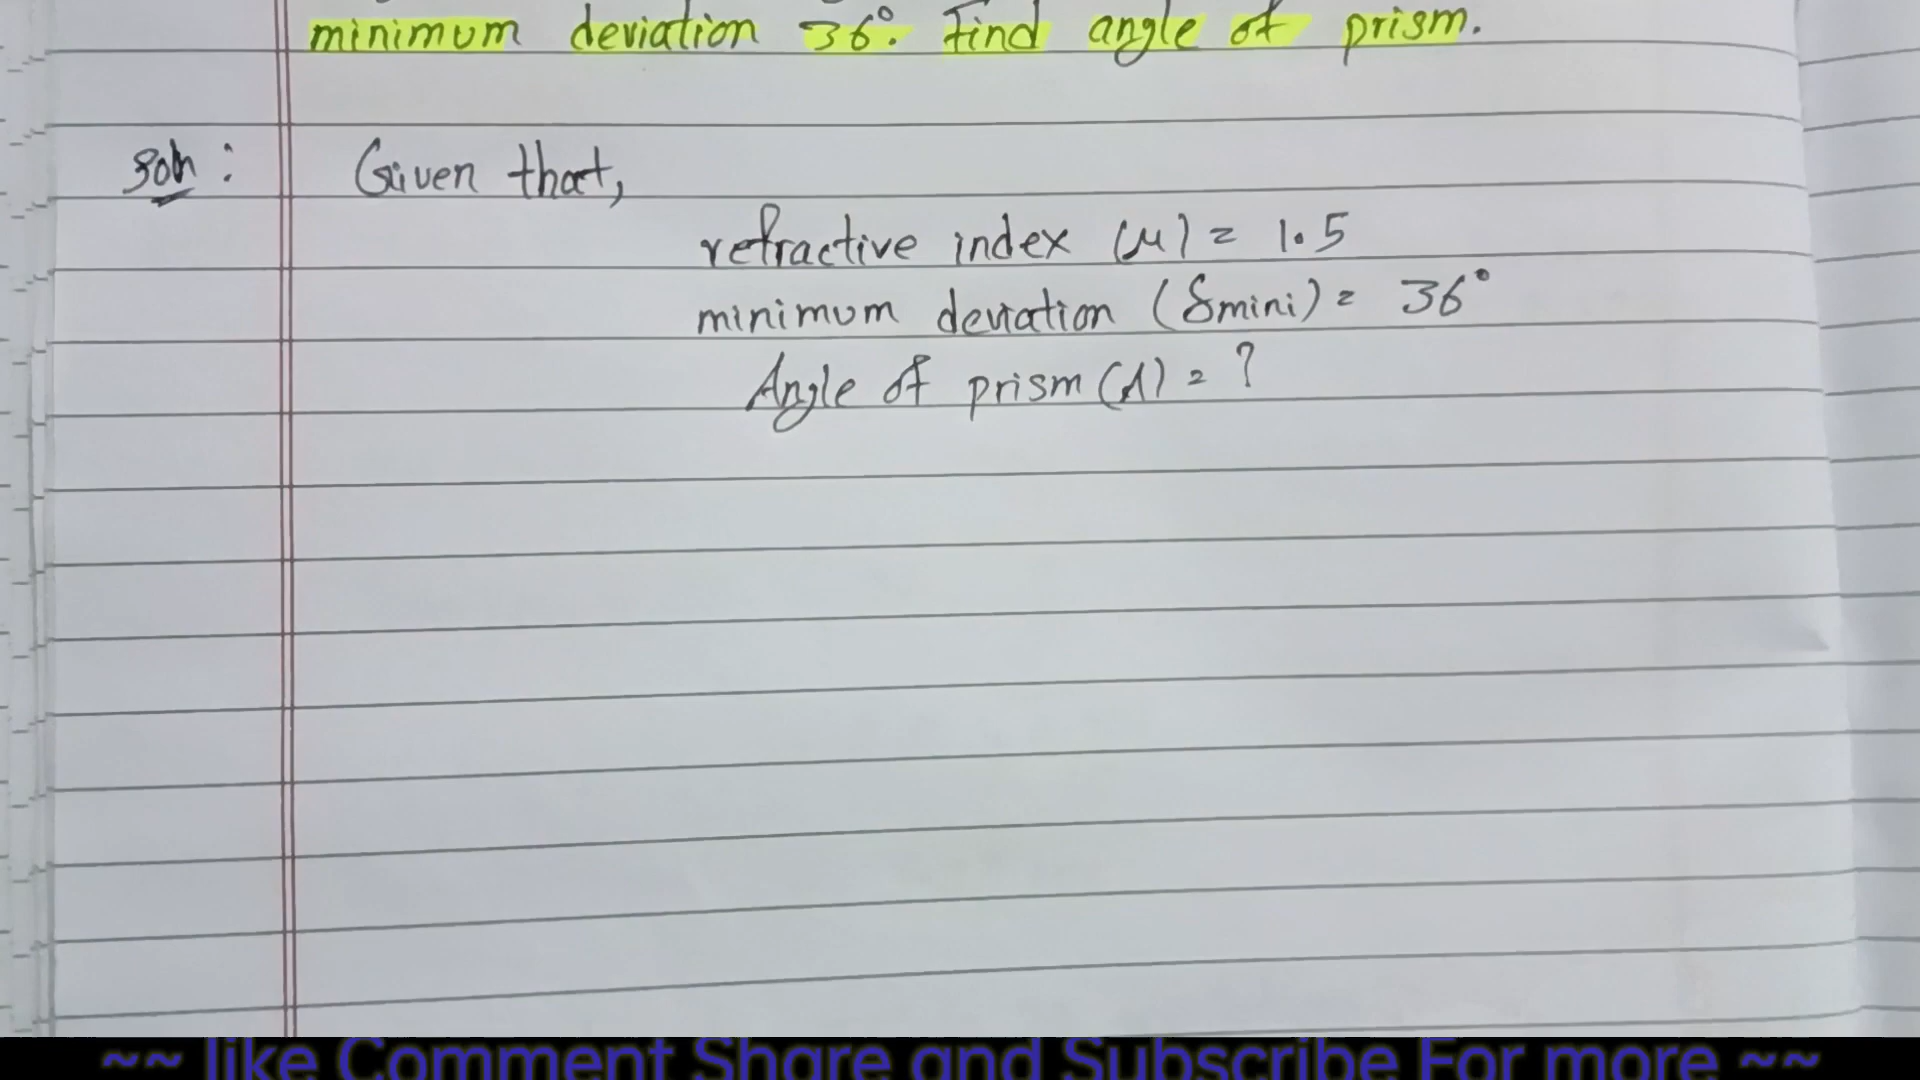 minimum deviation 36°. Find angle of prism.
Soln :
Given that,
refractive index (μ) = 1.5
minimum deviation (δmini) = 36°
Angle of prism (A) = ?
~~ like Comment Share and Subscribe For more ~~